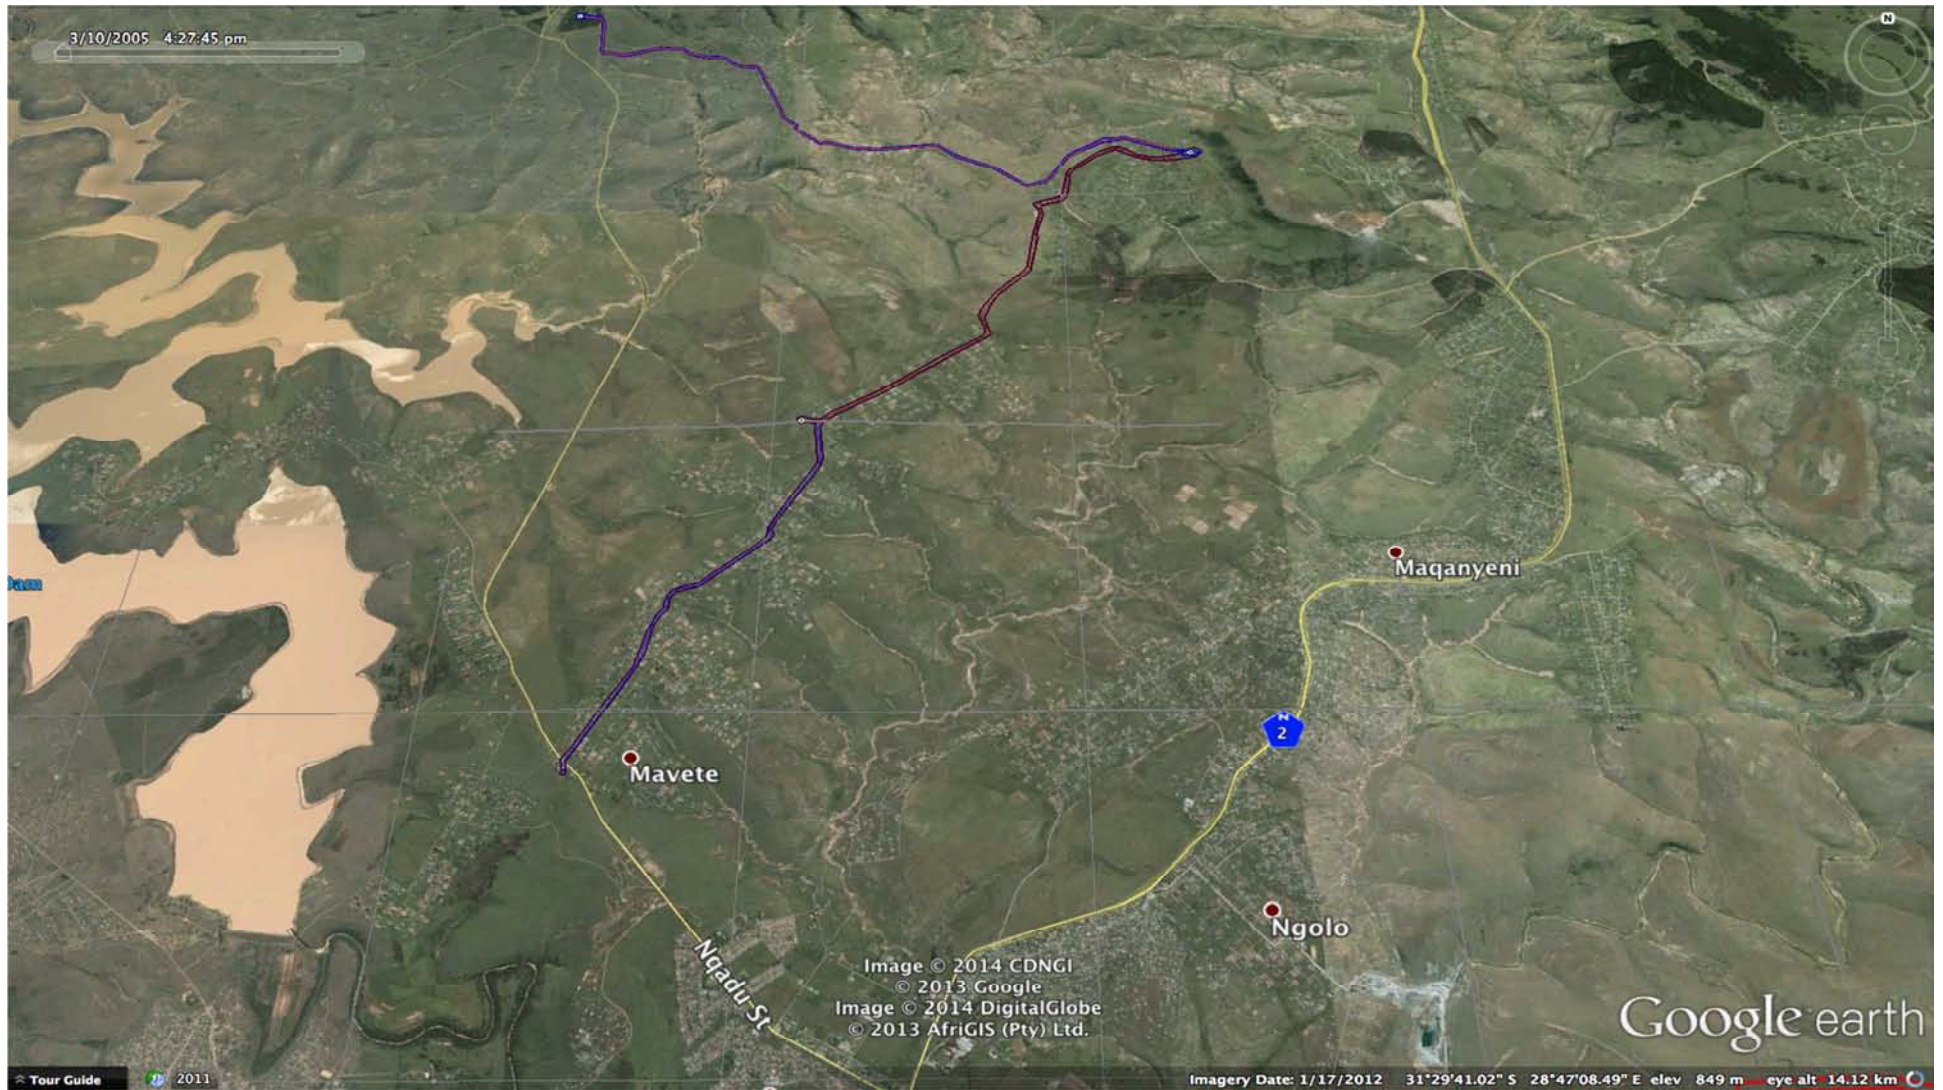 3/10/2005 4:27:45 pm
N
Dam
Maqanyeni
N
2
Mavete
Ngolo
Nqadu St
Image © 2014 CDNGI
© 2013 Google
Image © 2014 DigitalGlobe
© 2013 AfriGIS (Pty) Ltd.
Google earth
Tour Guide
2011
Imagery Date: 1/17/2012 31°29'41.02" S 28°47'08.49" E elev 849 m eye alt 14.12 km